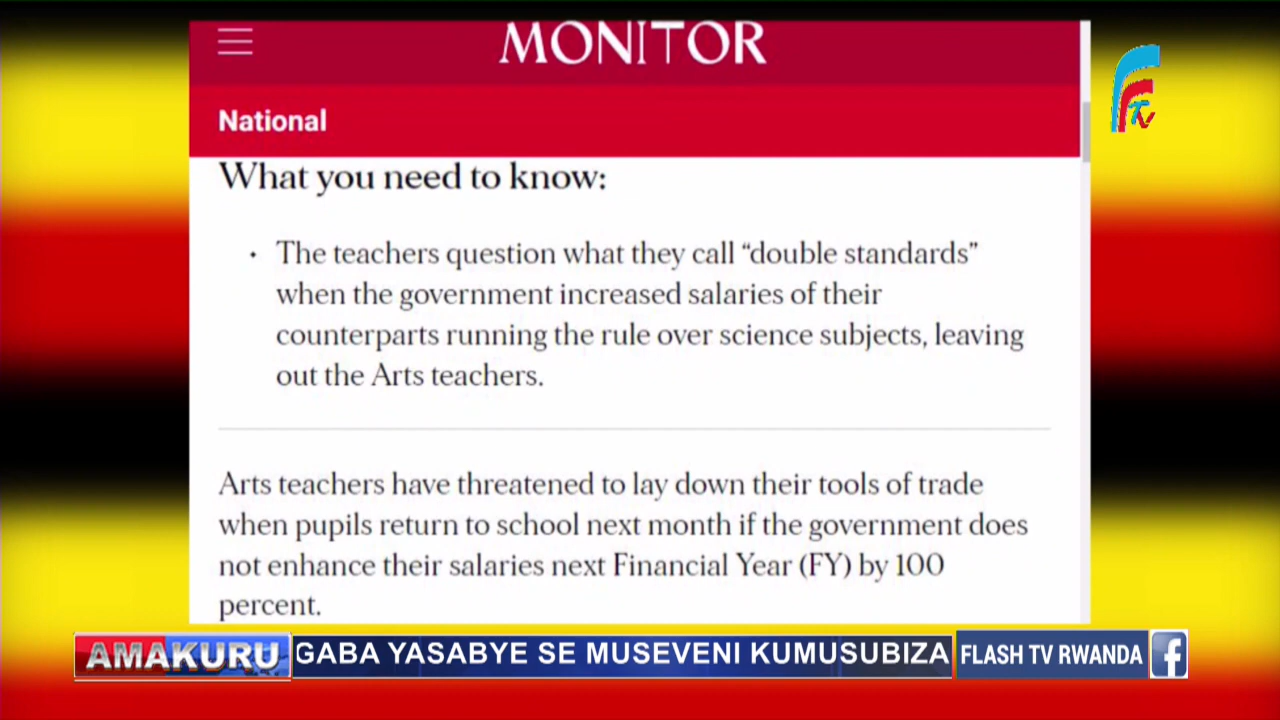 MONITOR
National
What you need to know:
• The teachers question what they call “double standards”
when the government increased salaries of their
counterparts running the rule over science subjects, leaving
out the Arts teachers.
Arts teachers have threatened to lay down their tools of trade
when pupils return to school next month if the government does
not enhance their salaries next Financial Year (FY) by 100
percent.
TV
AMAKURU
GABA YASABYE SE MUSEVENI KUMUSUBIZA
FLASH TV RWANDA